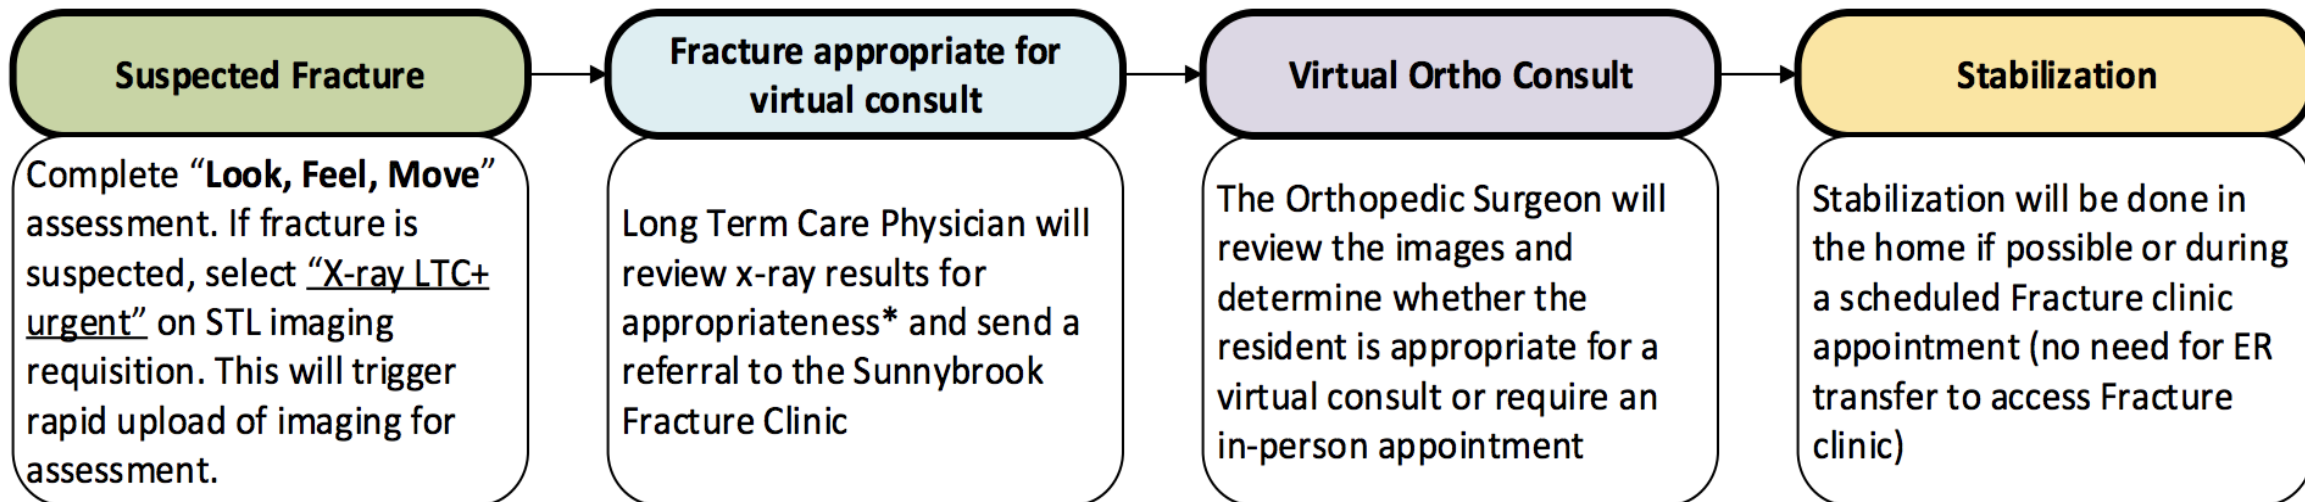 Suspected Fracture
Complete “Look, Feel, Move”
assessment. If fracture is
suspected, select “X-ray LTC+
urgent” on STL imaging
requisition. This will trigger
rapid upload of imaging for
assessment.
Fracture appropriate for
virtual consult
Long Term Care Physician will
review x-ray results for
appropriateness* and send a
referral to the Sunnybrook
Fracture Clinic
Virtual Ortho Consult
The Orthopedic Surgeon will
review the images and
determine whether the
resident is appropriate for a
virtual consult or require an
in-person appointment
Stabilization
Stabilization will be done in
the home if possible or during
a scheduled Fracture clinic
appointment (no need for ER
transfer to access Fracture
clinic)